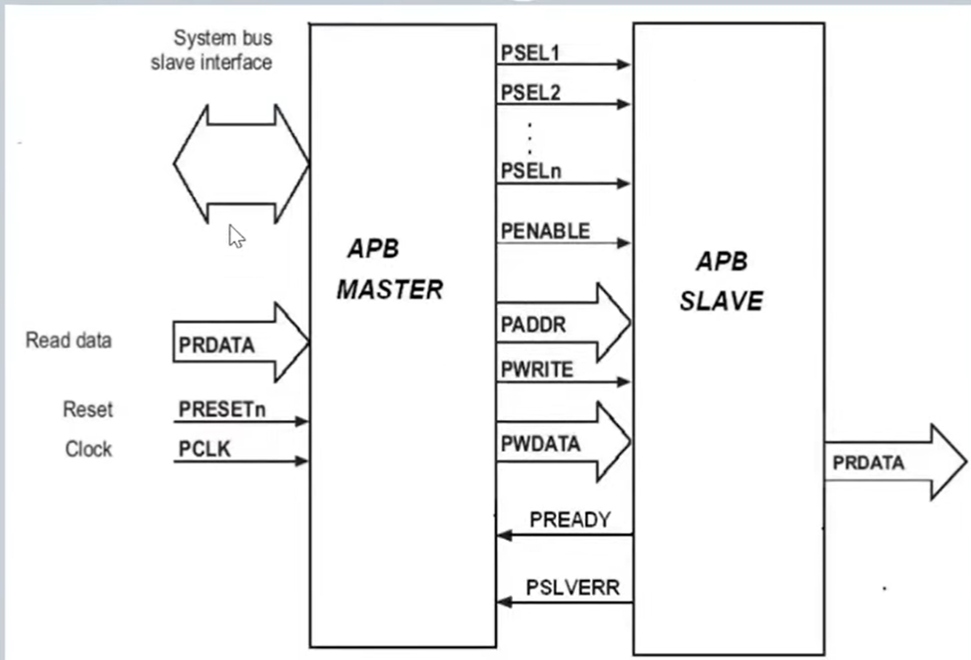 System bus
slave interface
Read data
PRDATA
Reset
PRESETn
Clock
PCLK
APB
MASTER
PSEL1
PSEL2
PSELn
PENABLE
PADDR
PWRITE
PWDATA
PREADY
PSLVERR
APB
SLAVE
PRDATA